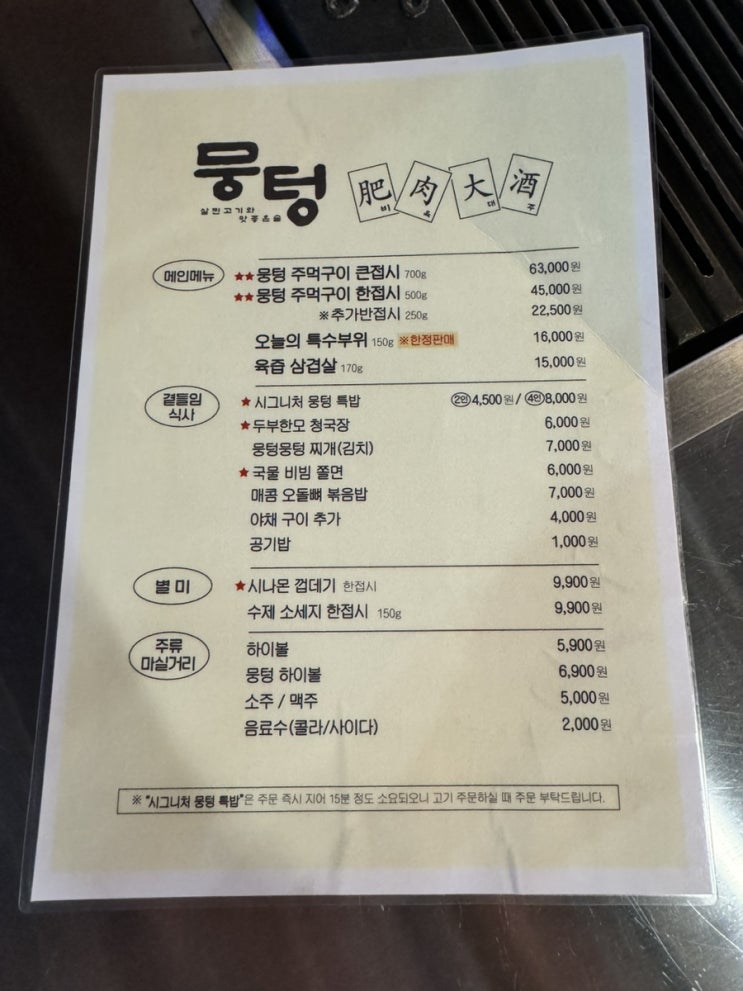 뭉텅
살찐고기와
맛좋은술
肥 肉 大 酒
비 육 대 주
메인메뉴
★★뭉텅 주먹구이 큰접시 700g 63,000원
★★뭉텅 주먹구이 한접시 500g 45,000원
※추가반접시 250g 22,500원
오늘의 특수부위 150g ※한정판매 16,000원
육즙 삼겹살 170g 15,000원
곁들임
식사
★시그니처 뭉텅 특밥 2인4,500원 / 4인8,000원
★두부한모 청국장 6,000원
뭉텅뭉텅 찌개(김치) 7,000원
★국물 비빔 쫄면 6,000원
매콤 오돌뼈 볶음밥 7,000원
야채 구이 추가 4,000원
공기밥 1,000원
별 미
★시나몬 껍데기 한접시 9,900원
수제 소세지 한접시 150g 9,900원
주류
마실거리
하이볼 5,900원
뭉텅 하이볼 6,900원
소주 / 맥주 5,000원
음료수(콜라/사이다) 2,000원
※ "시그니처 뭉텅 특밥"은 주문 즉시 지어 15분 정도 소요되오니 고기 주문하실 때 주문 부탁드립니다.